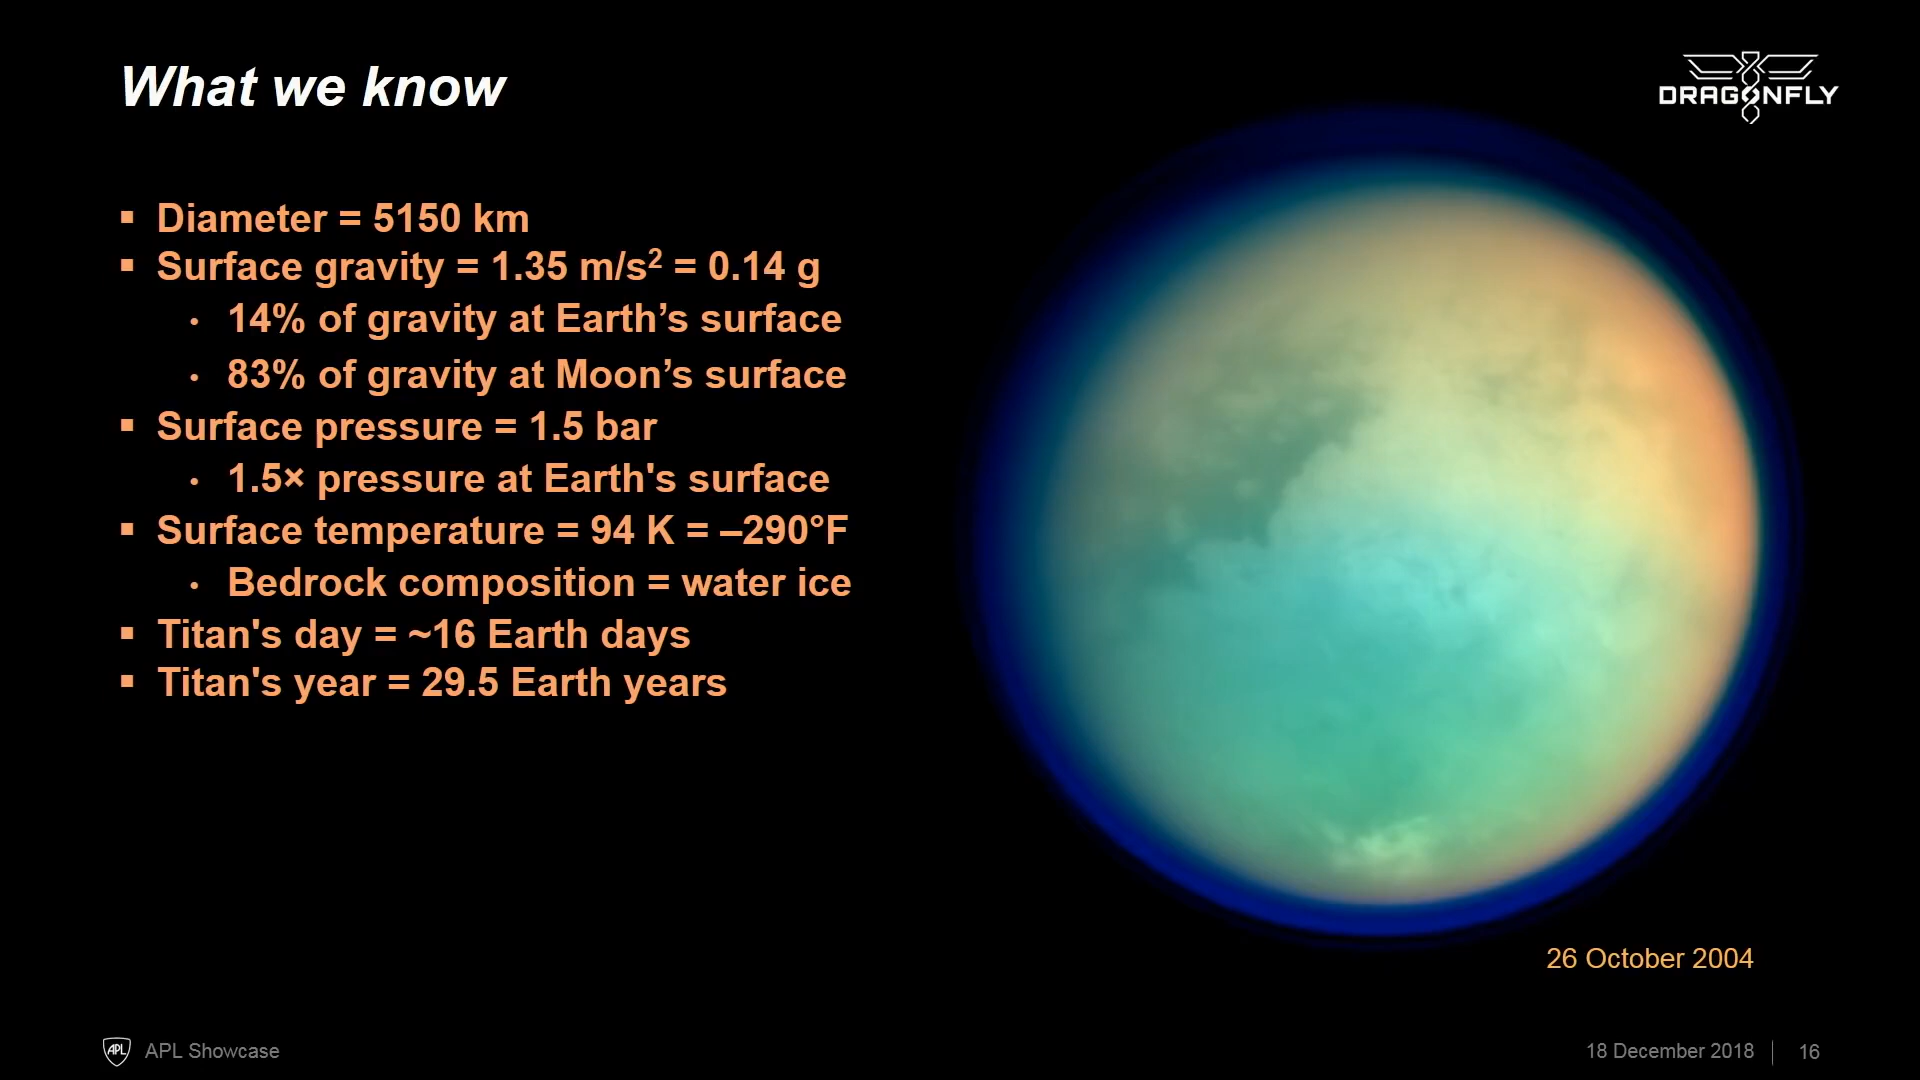 What we know
DRAGONFLY
▪ Diameter = 5150 km
▪ Surface gravity = 1.35 m/s² = 0.14 g
• 14% of gravity at Earth’s surface
• 83% of gravity at Moon’s surface
▪ Surface pressure = 1.5 bar
• 1.5× pressure at Earth's surface
▪ Surface temperature = 94 K = –290°F
• Bedrock composition = water ice
▪ Titan's day = ~16 Earth days
▪ Titan's year = 29.5 Earth years
26 October 2004
APL APL Showcase
18 December 2018 | 16